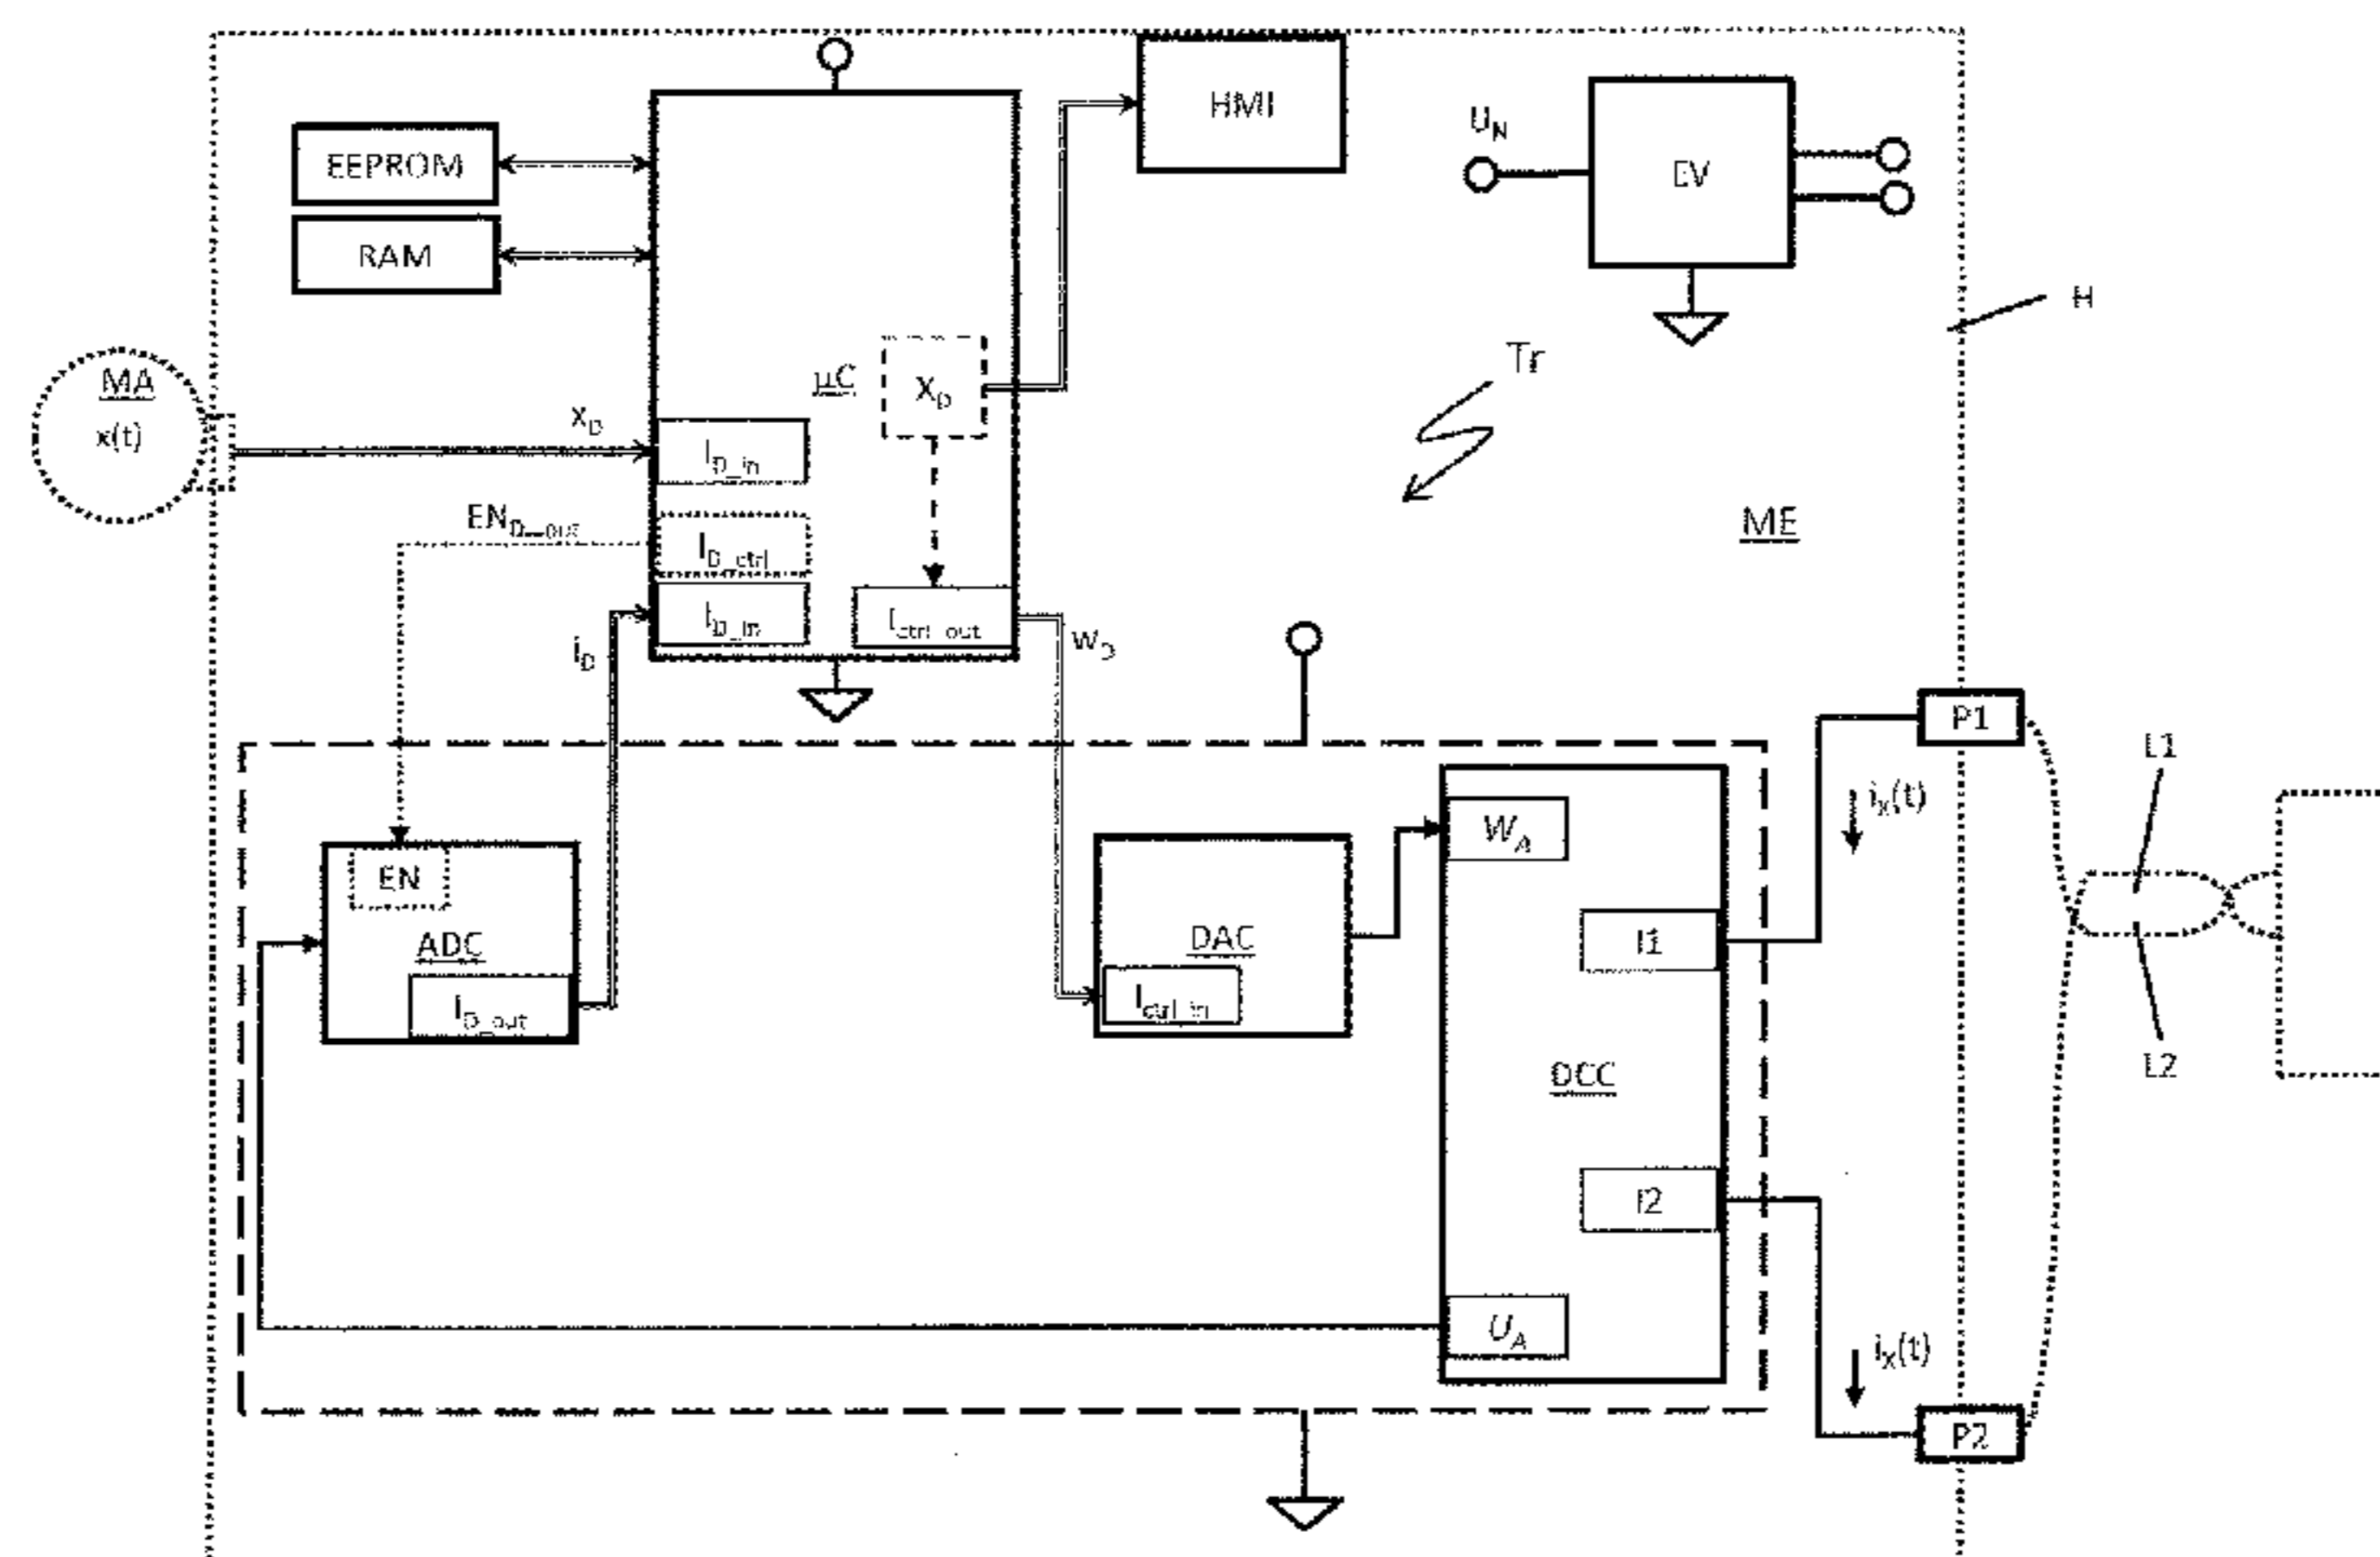 HMI
EEPROM
U_N
EV
RAM
H
Tr
MA
x(t)
µC
X_D
x_D
I_D_in
EN_D_out
I_D_ctrl
ME
I_D_in
I_ctrl_out
i_D
w_D
P1
L1
i_x(t)
W_A
EN
ADC
DAC
I1
I_D_out
I_ctrl_in
DCC
L2
I2
U_A
i_x(t)
P2